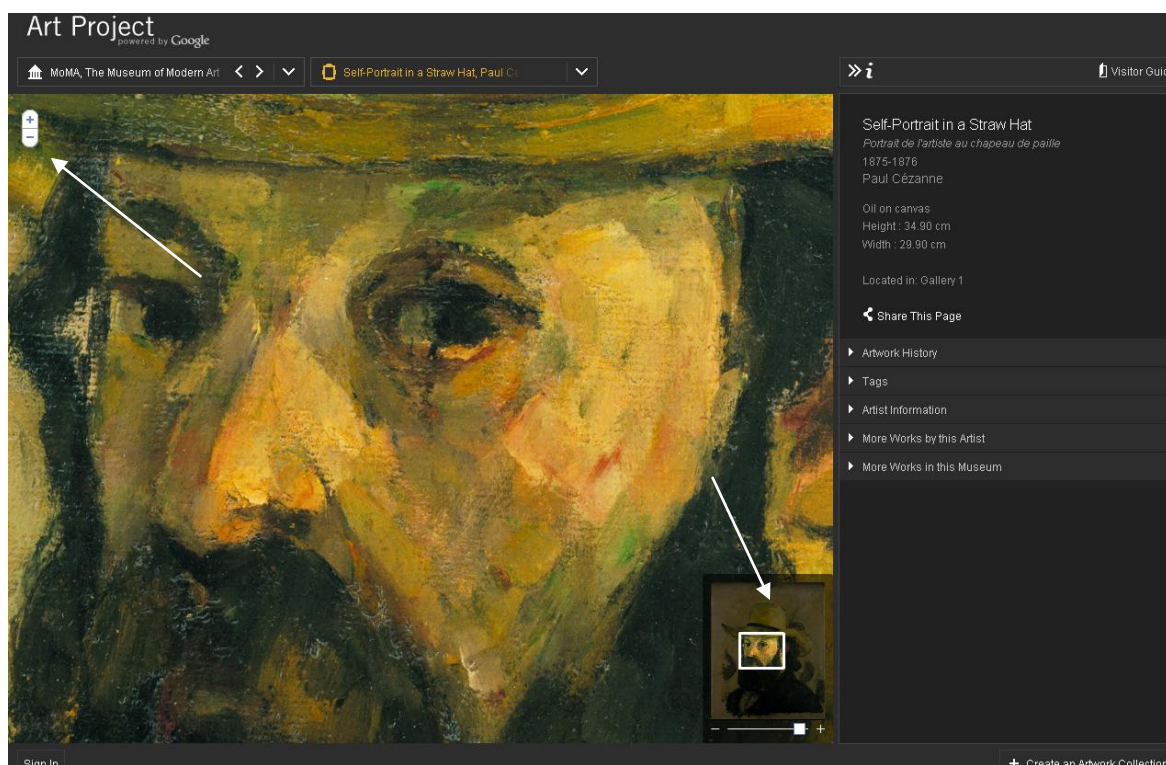 Art Project
powered by Google
MoMA, The Museum of Modern Art
Self-Portrait in a Straw Hat, Paul
i
Visitor Guid
Self-Portrait in a Straw Hat
Portrait de l'artiste au chapeau de paille
1875-1876
Paul Cézanne
Oil on canvas
Height : 34.90 cm
Width : 29.90 cm
Located in: Gallery 1
Share This Page
Artwork History
Tags
Artist Information
More Works by this Artist
More Works in this Museum
Sign In
+ Create an Artwork Collection